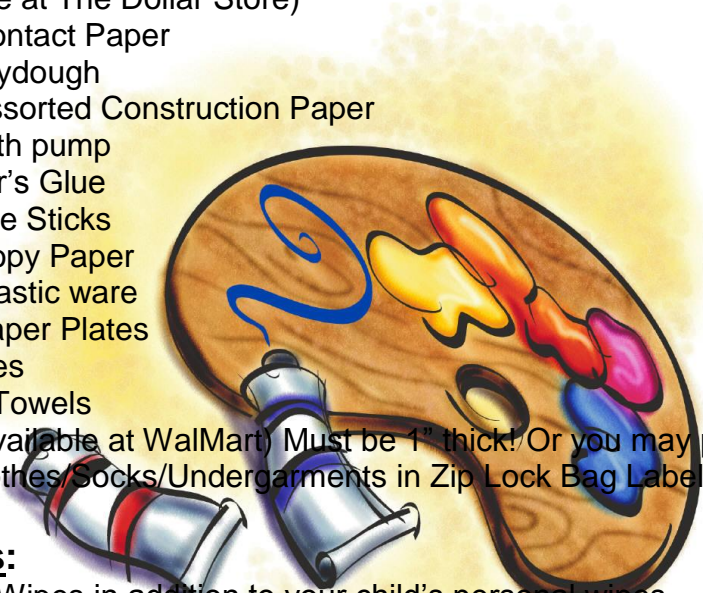 e at The Dollar Store)
ontact Paper
ydough
ssorted Construction Paper
th pump
r's Glue
e Sticks
opy Paper
astic ware
aper Plates
es
Towels
vailable at WalMart) Must be 1” thick! Or you may p
othes/Socks/Undergarments in Zip Lock Bag Label
s:
Wipes in addition to your child's personal wipes